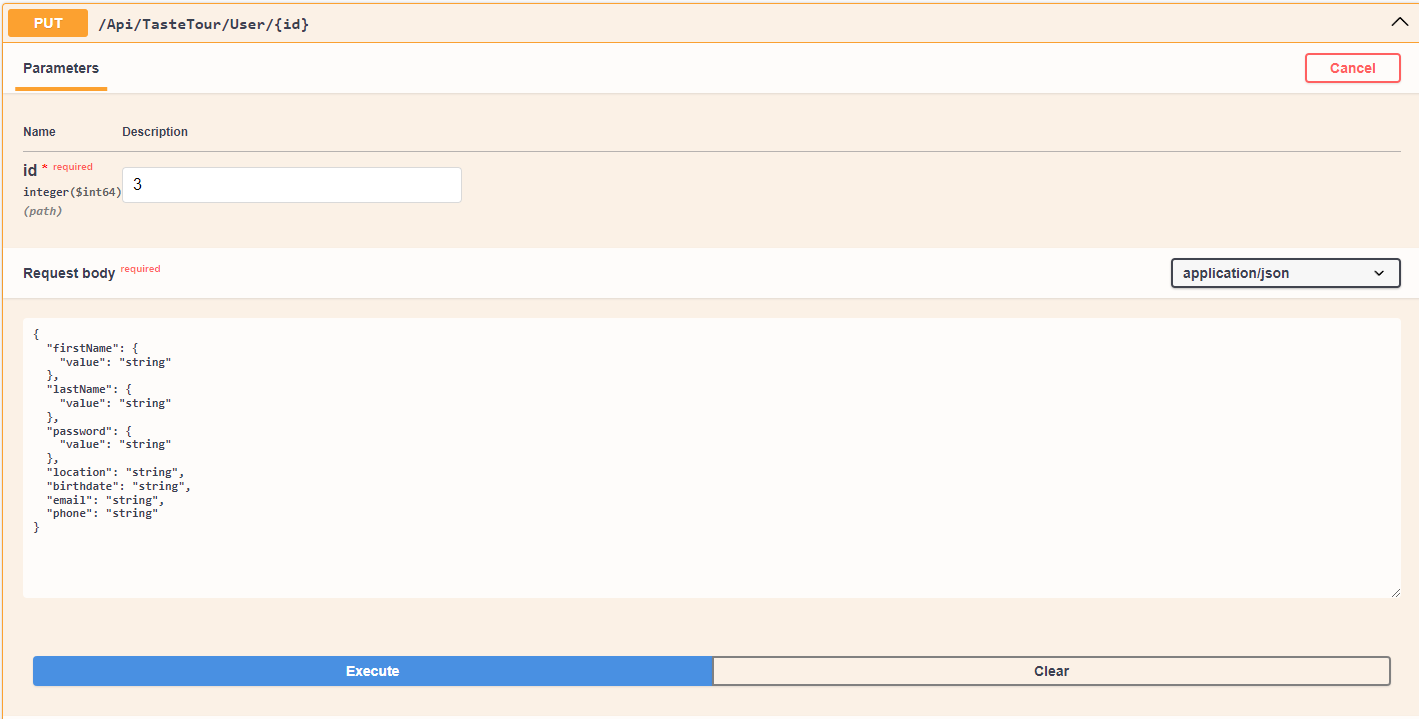 PUT /Api/TasteTour/User/{id}
Parameters Cancel
Name Description
id * required
integer($int64) 3
(path)
Request body required application/json
{
  "firstName": {
    "value": "string"
  },
  "lastName": {
    "value": "string"
  },
  "password": {
    "value": "string"
  },
  "location": "string",
  "birthdate": "string",
  "email": "string",
  "phone": "string"
}
Execute Clear